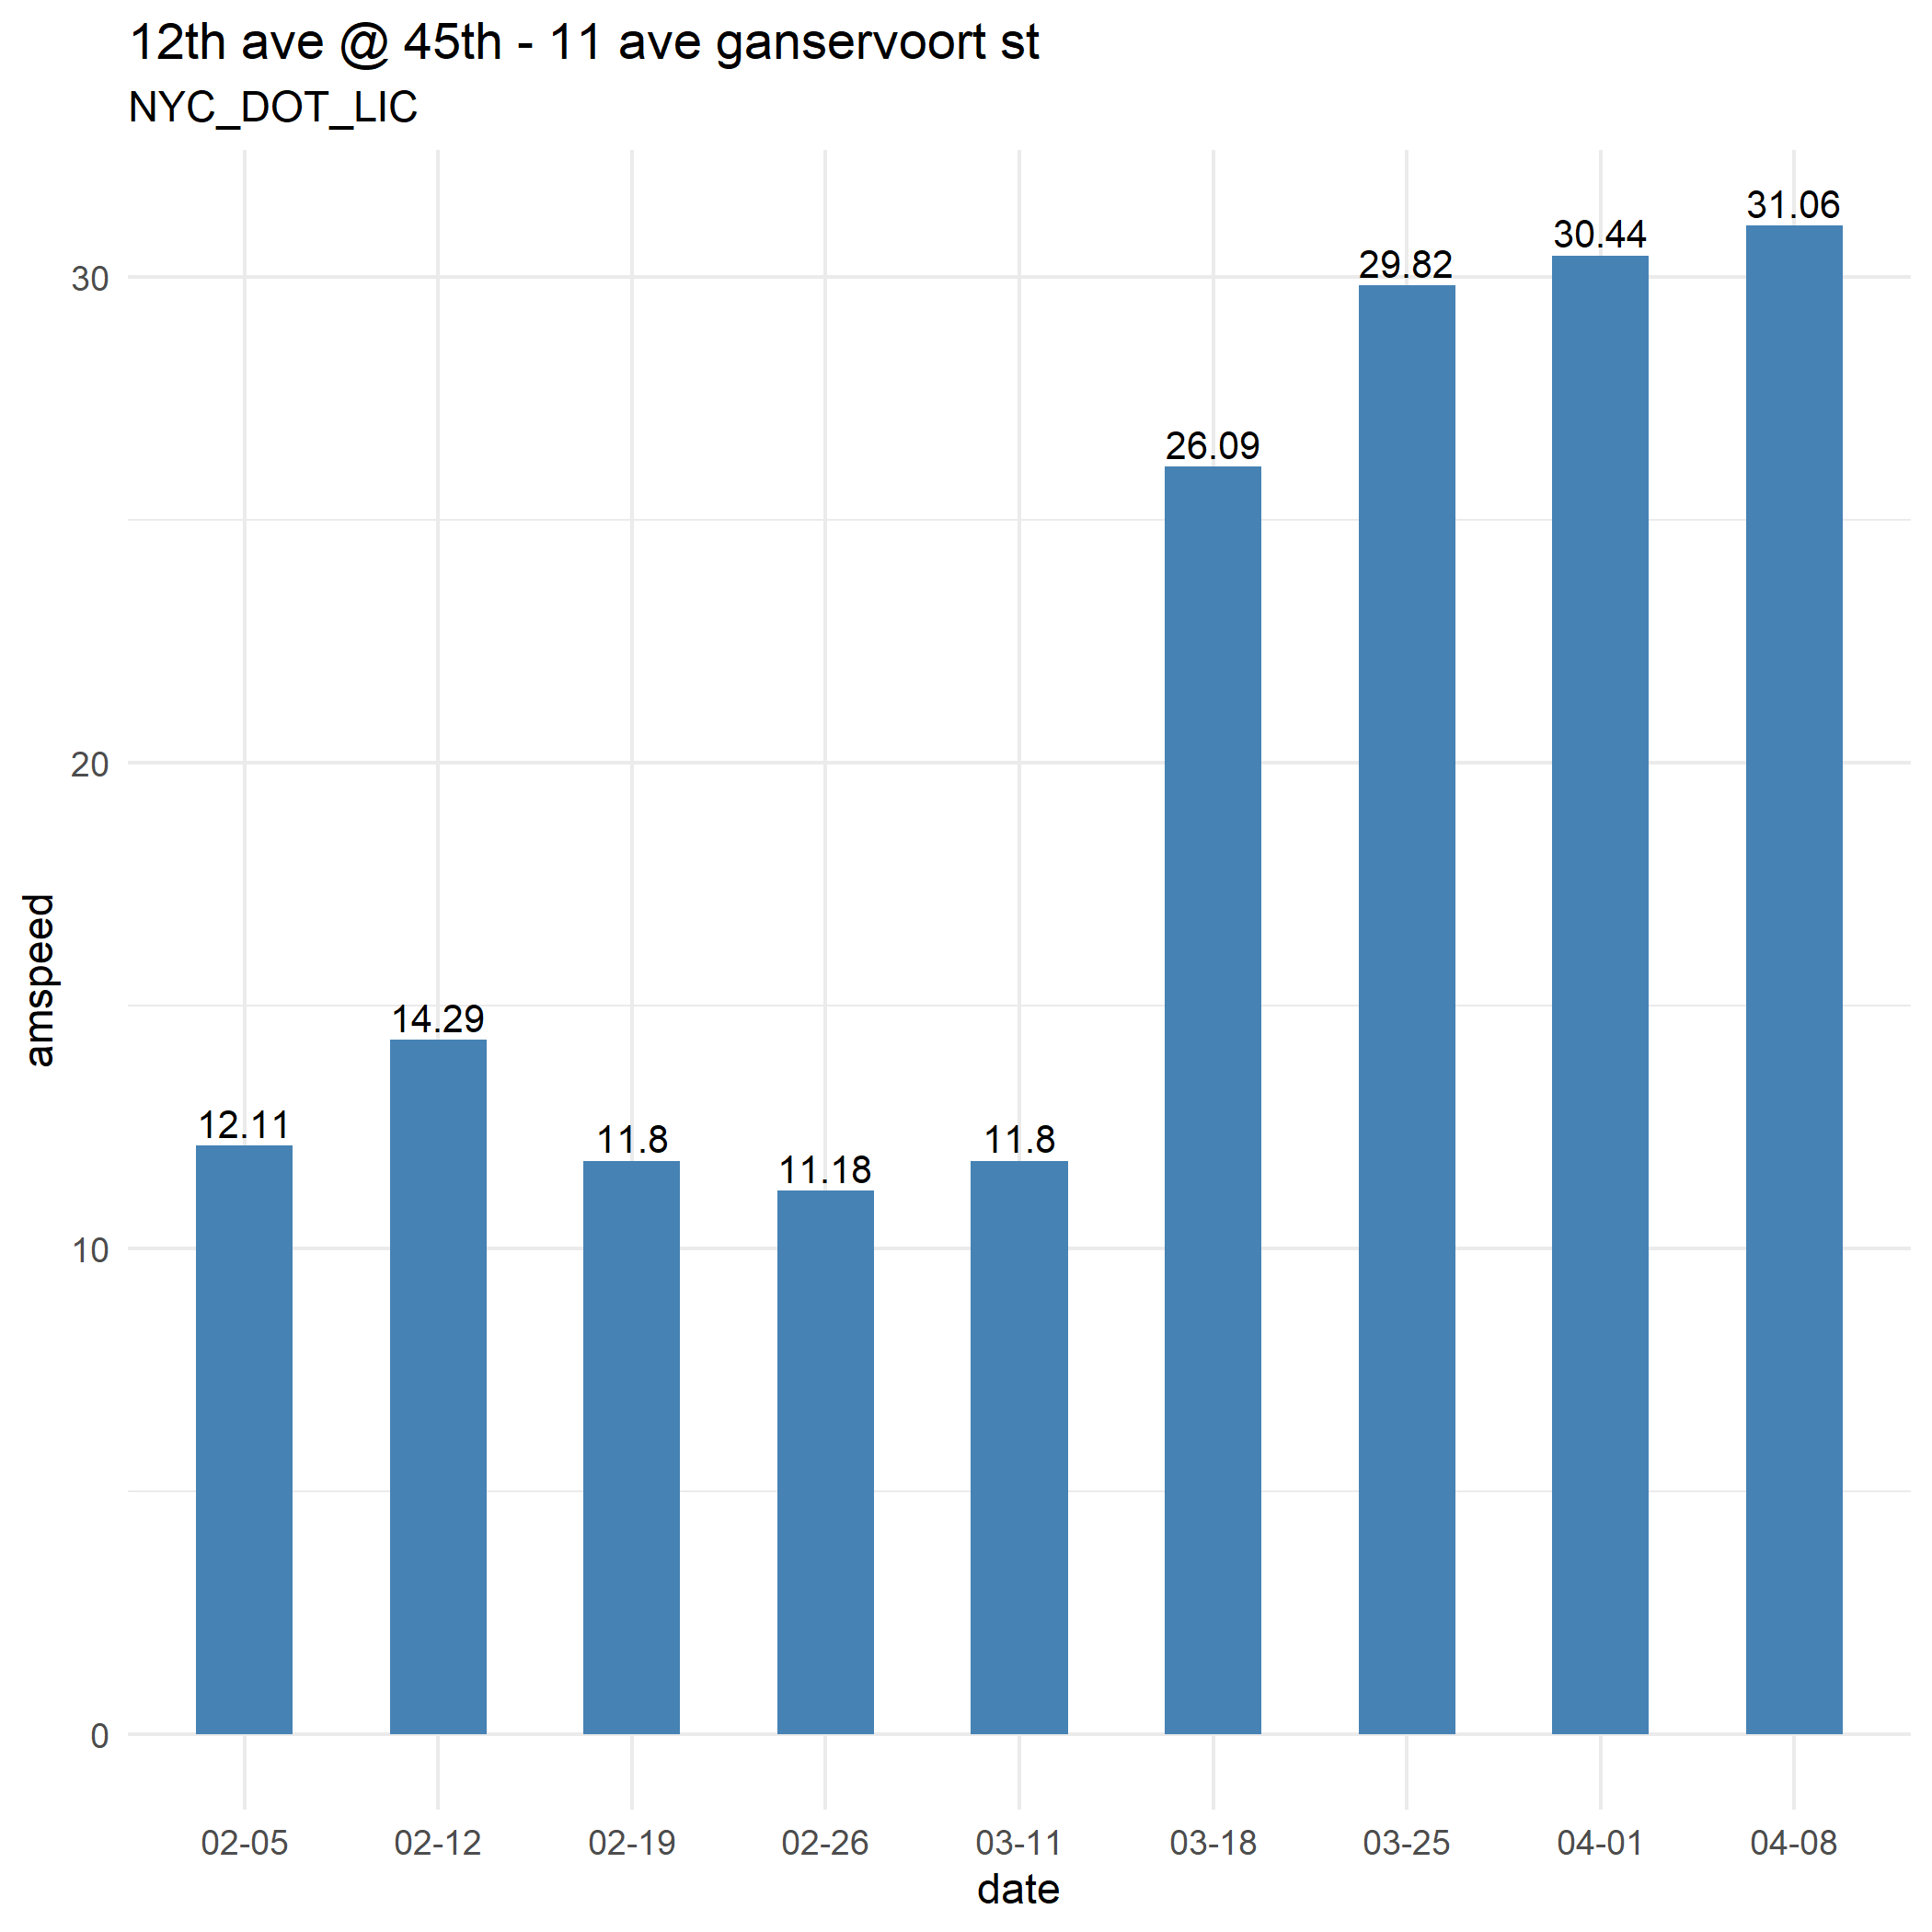 12th ave @ 45th - 11 ave ganservoort st
NYC_DOT_LIC
31.06
30.44
29.82
30
26.09
20
14.29
12.11
11.8
11.18
11.8
10
0
amspeed
02-05 02-12 02-19 02-26 03-11 03-18 03-25 04-01 04-08
date